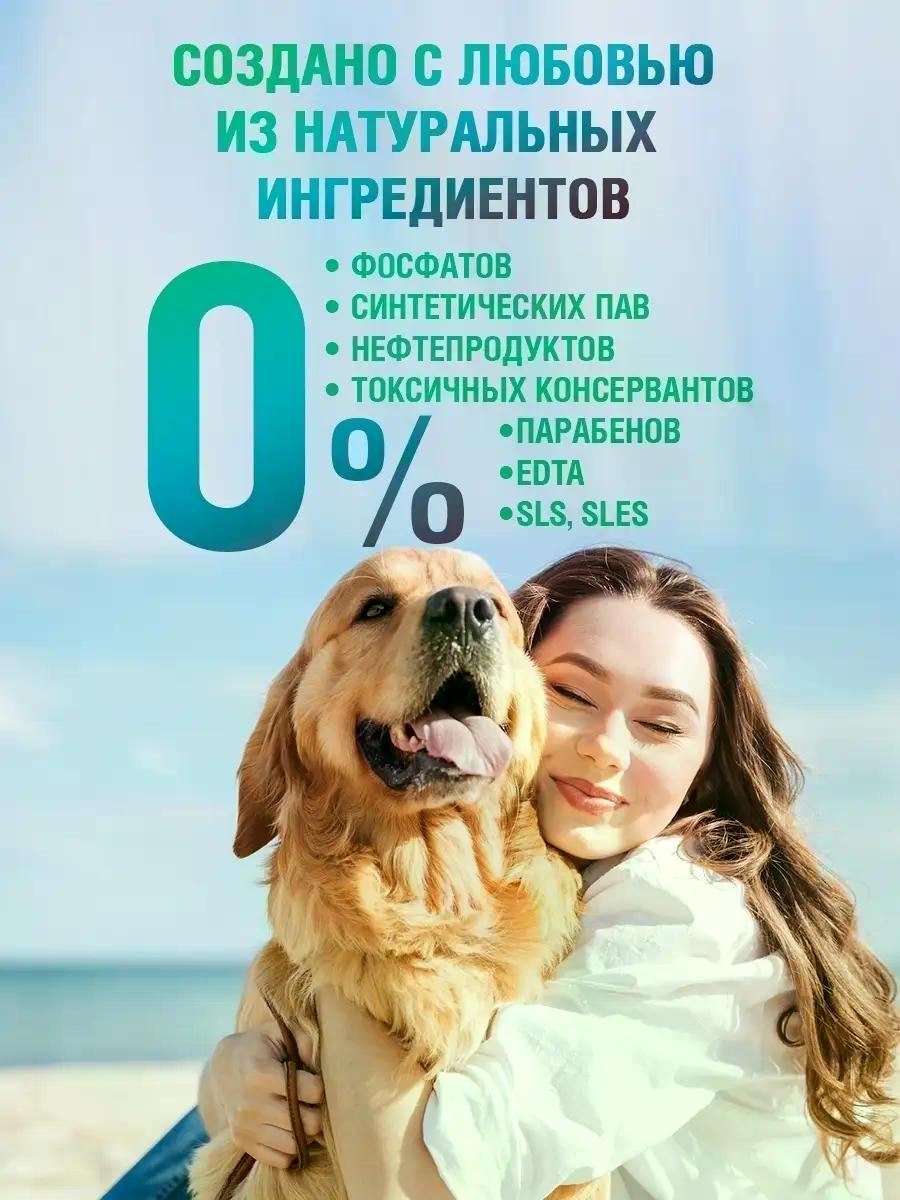 СОЗДАНО С ЛЮБОВЬЮ
ИЗ НАТУРАЛЬНЫХ
ИНГРЕДИЕНТОВ
0%
• ФОСФАТОВ
• СИНТЕТИЧЕСКИХ ПАВ
• НЕФТЕПРОДУКТОВ
• ТОКСИЧНЫХ КОНСЕРВАНТОВ
•ПАРАБЕНОВ
•EDTA
•SLS, SLES